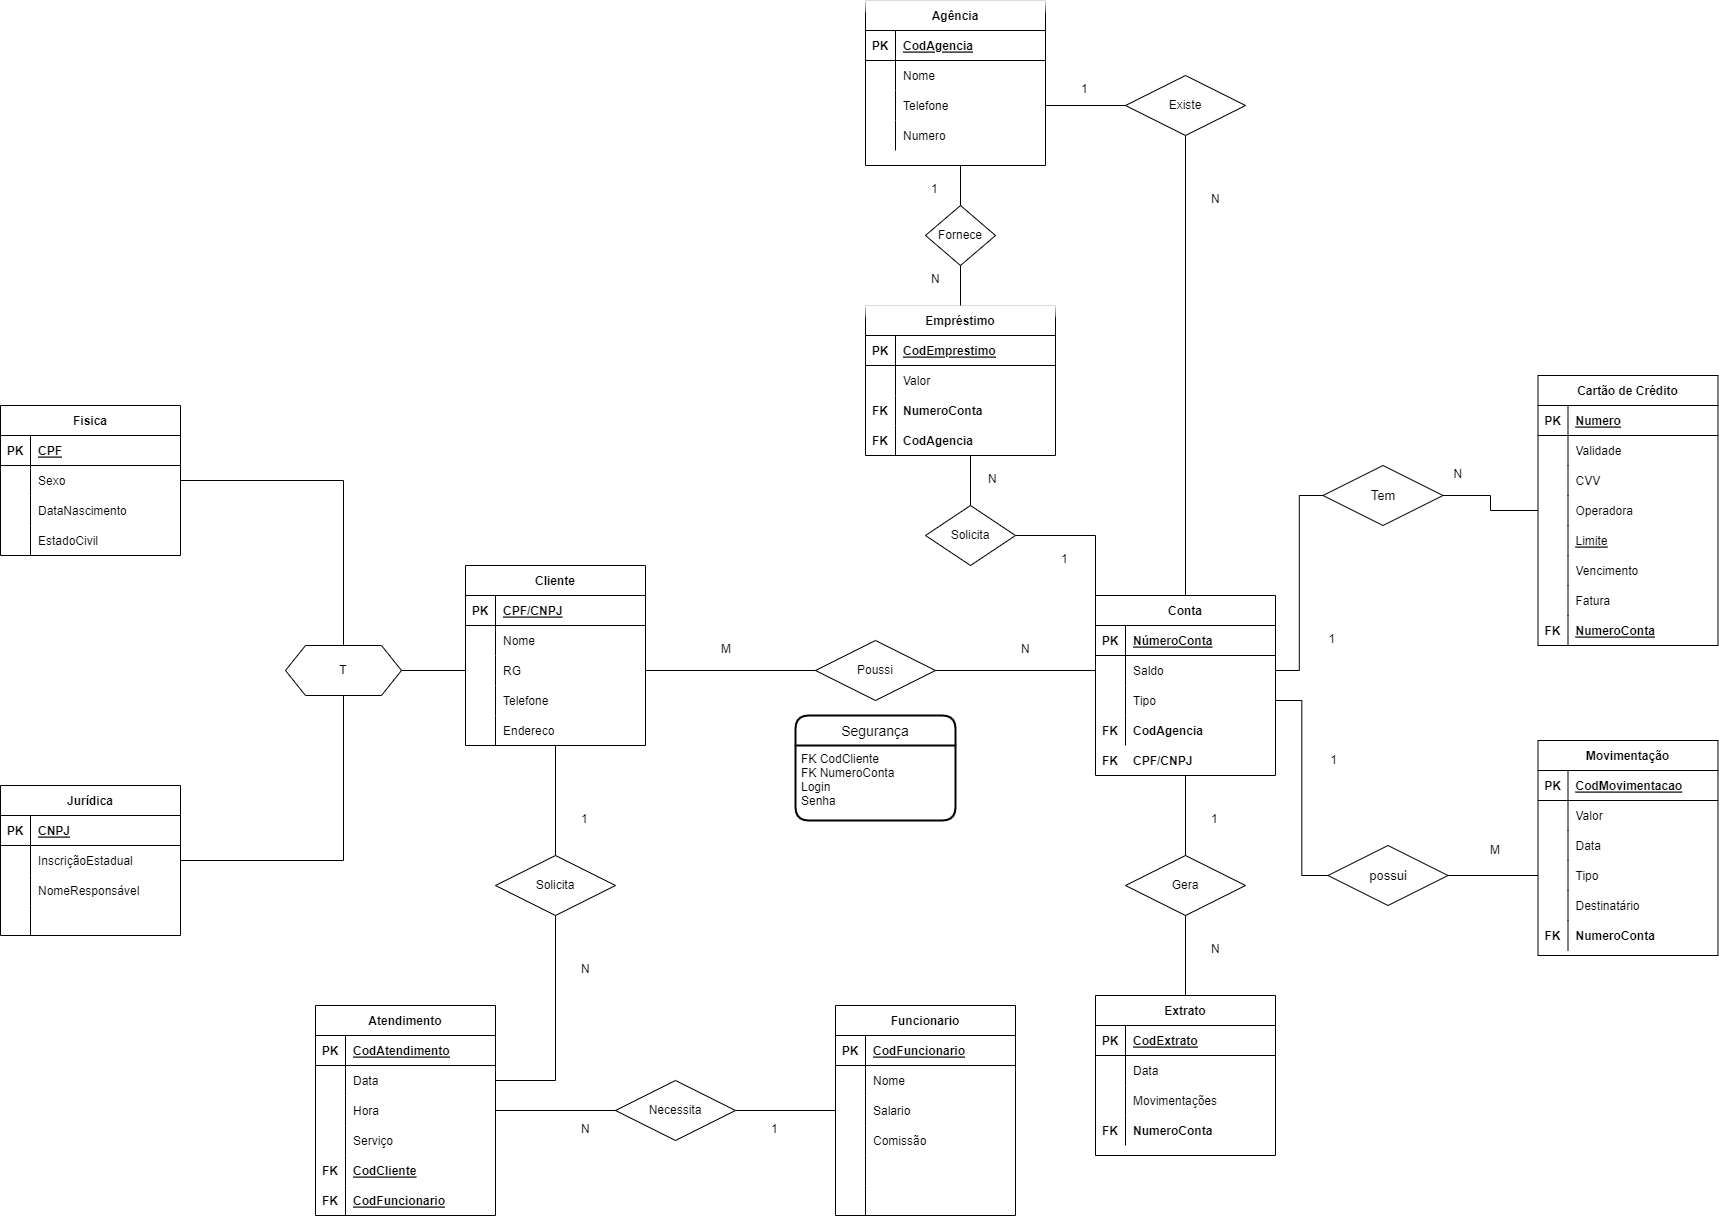 Agência
PK CodAgencia
Nome
Telefone
Numero
1
Existe
N
1
Fornece
N
Empréstimo
PK CodEmprestimo
Valor
FK NumeroConta
FK CodAgencia
N
Solicita
1
Cartão de Crédito
PK Numero
Validade
CVV
Operadora
Limite
Vencimento
Fatura
FK NumeroConta
N
Tem
1
Fisica
PK CPF
Sexo
DataNascimento
EstadoCivil
T
Jurídica
PK CNPJ
InscriçãoEstadual
NomeResponsável
Cliente
PK CPF/CNPJ
Nome
RG
Telefone
Endereco
M
Poussi
N
Segurança
FK CodCliente
FK NumeroConta
Login
Senha
Conta
PK NúmeroConta
Saldo
Tipo
FK CodAgencia
FK CPF/CNPJ
1
possui
M
Movimentação
PK CodMovimentacao
Valor
Data
Tipo
Destinatário
FK NumeroConta
1
Solicita
N
1
Gera
N
Atendimento
PK CodAtendimento
Data
Hora
Serviço
FK CodCliente
FK CodFuncionario
N
Necessita
1
Funcionario
PK CodFuncionario
Nome
Salario
Comissão
Extrato
PK CodExtrato
Data
Movimentações
FK NumeroConta